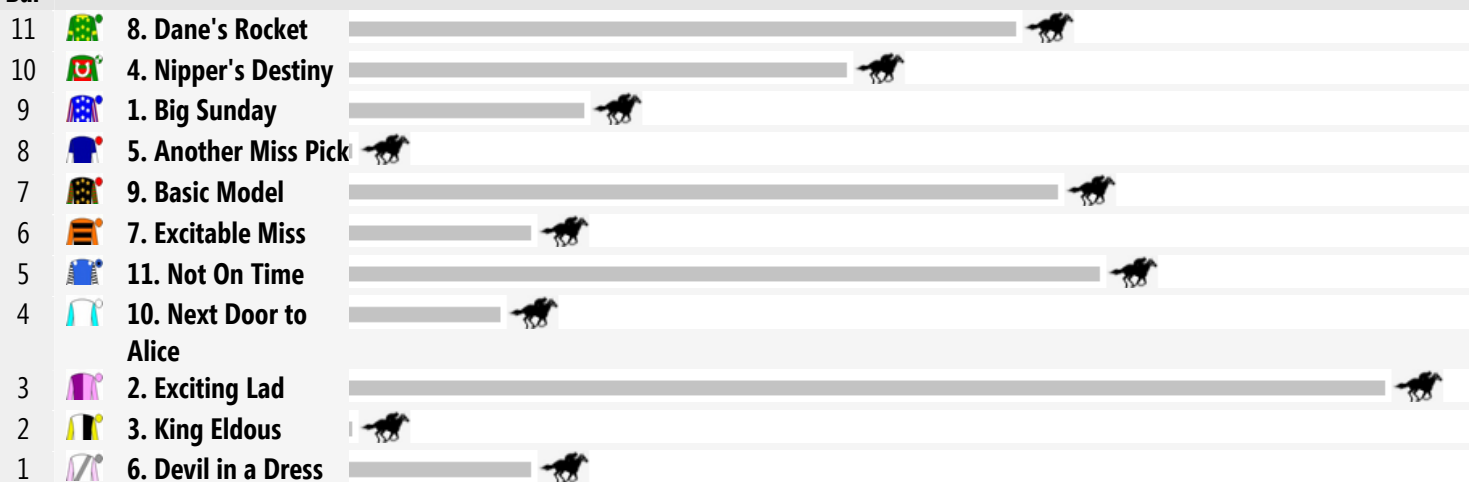 11 8. Dane's Rocket
10 4. Nipper's Destiny
9 1. Big Sunday
8 5. Another Miss Pick
7 9. Basic Model
6 7. Excitable Miss
5 11. Not On Time
4 10. Next Door to
Alice
3 2. Exciting Lad
2 3. King Eldous
1 6. Devil in a Dress